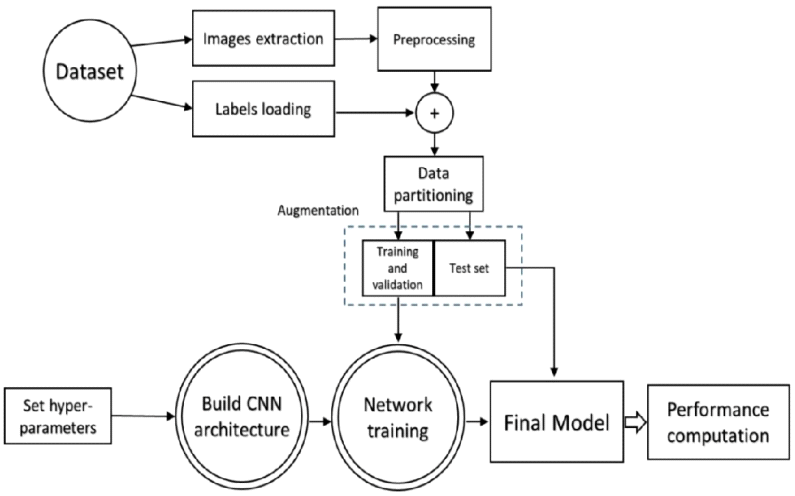 Images extraction
Preprocessing
Dataset
Labels loading
+
Data
partitioning
Augmentation
Training
and
validation
Test set
Set hyper-
parameters
Build CNN
architecture
Network
training
Final Model
Performance
computation